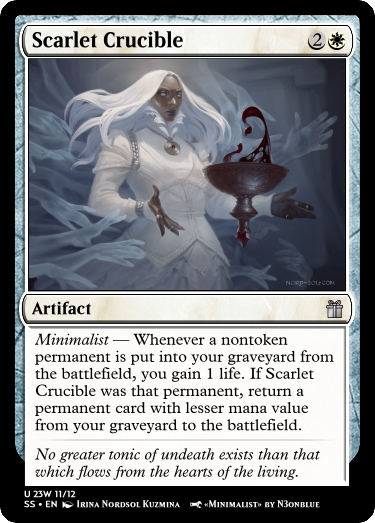 Scarlet Crucible 2
NORDSOL.COM
Artifact
Minimalist — Whenever a nontoken
permanent is put into your graveyard from
the battlefield, you gain 1 life. If Scarlet
Crucible was that permanent, return a
permanent card with lesser mana value
from your graveyard to the battlefield.
No greater tonic of undeath exists than that
which flows from the hearts of the living.
U 23W 11/12
SS • EN Irina Nordsol Kuzmina «Minimalist» by N3onblue